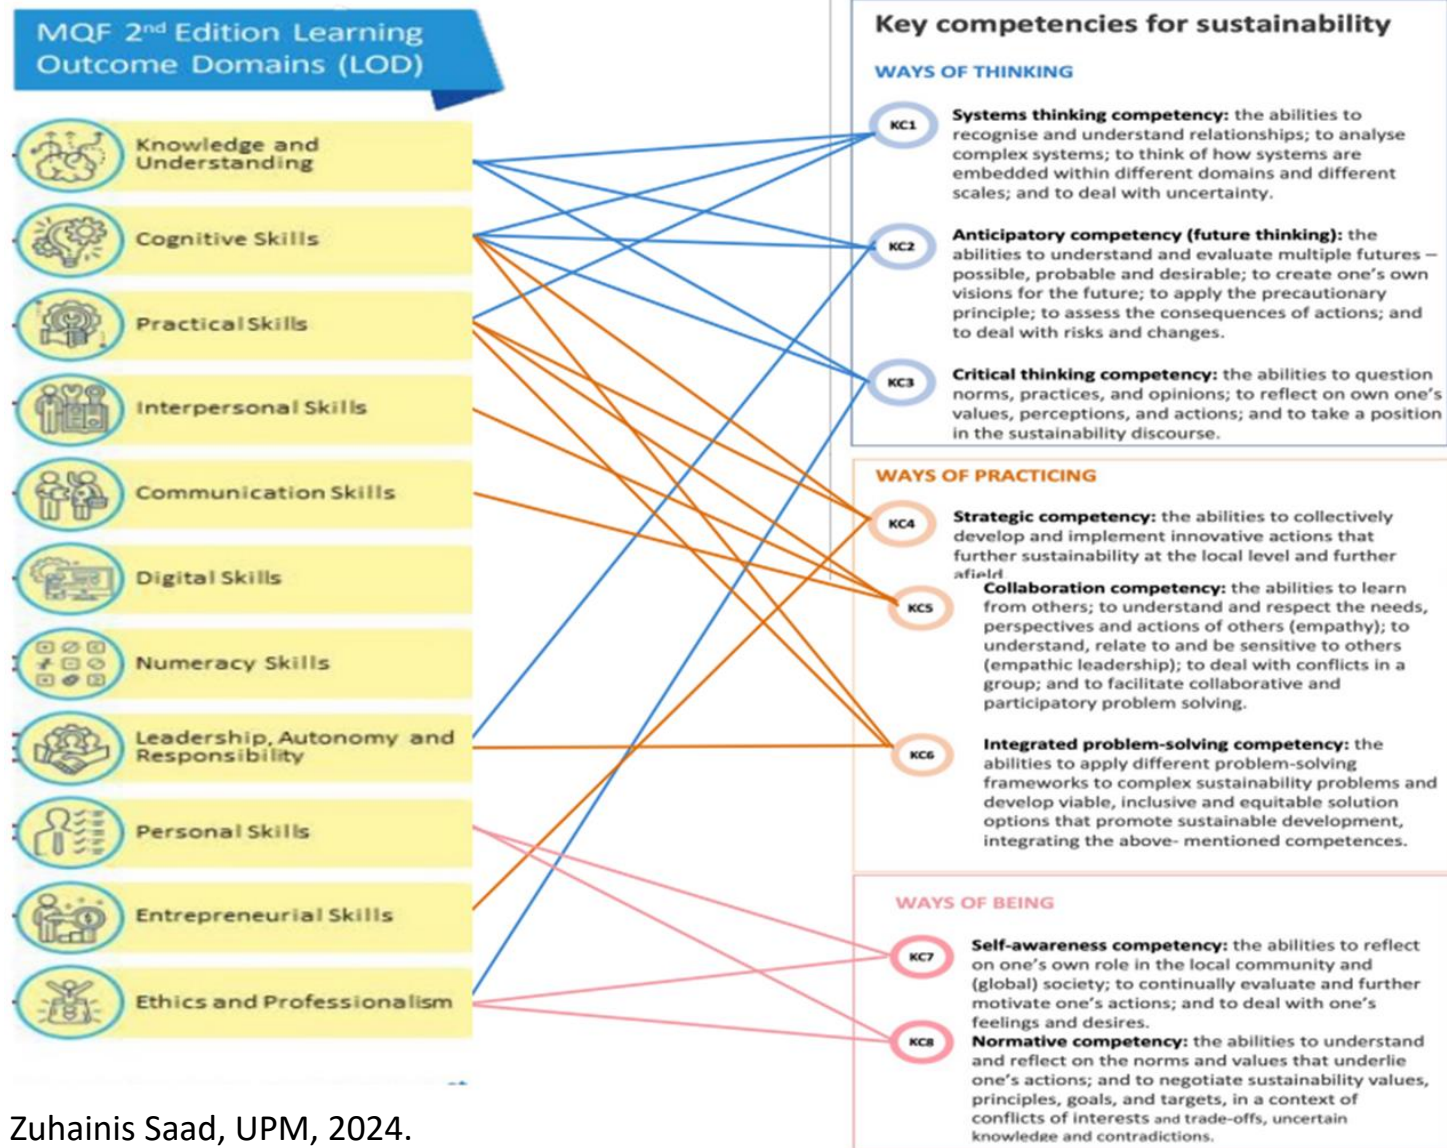 MQF 2nd Edition Learning
Outcome Domains (LOD)
Knowledge and
Understanding
Cognitive Skills
Practical Skills
Interpersonal Skills
Communication Skills
Digital Skills
Numeracy Skills
Leadership, Autonomy and
Responsibility
Personal Skills
Entrepreneurial Skills
Ethics and Professionalism
Zuhainis Saad, UPM, 2024.
Key competencies for sustainability
WAYS OF THINKING
KC1
Systems thinking competency: the abilities to
recognise and understand relationships; to analyse
complex systems; to think of how systems are
embedded within different domains and different
scales; and to deal with uncertainty.
KC2
Anticipatory competency (future thinking): the
abilities to understand and evaluate multiple futures –
possible, probable and desirable; to create one's own
visions for the future; to apply the precautionary
principle; to assess the consequences of actions; and
to deal with risks and changes.
KC3
Critical thinking competency: the abilities to question
norms, practices, and opinions; to reflect on own one's
values, perceptions, and actions; and to take a position
in the sustainability discourse.
WAYS OF PRACTICING
KC4
Strategic competency: the abilities to collectively
develop and implement innovative actions that
further sustainability at the local level and further
afield
KC5
Collaboration competency: the abilities to learn
from others; to understand and respect the needs,
perspectives and actions of others (empathy); to
understand, relate to and be sensitive to others
(empathic leadership); to deal with conflicts in a
group; and to facilitate collaborative and
participatory problem solving.
KC6
Integrated problem-solving competency: the
abilities to apply different problem-solving
frameworks to complex sustainability problems and
develop viable, inclusive and equitable solution
options that promote sustainable development,
integrating the above- mentioned competences.
WAYS OF BEING
KC7
Self-awareness competency: the abilities to reflect
on one's own role in the local community and
(global) society; to continually evaluate and further
motivate one's actions; and to deal with one's
feelings and desires.
KC8
Normative competency: the abilities to understand
and reflect on the norms and values that underlie
one's actions; and to negotiate sustainability values,
principles, goals, and targets, in a context of
conflicts of interests and trade-offs, uncertain
knowledge and contradictions.